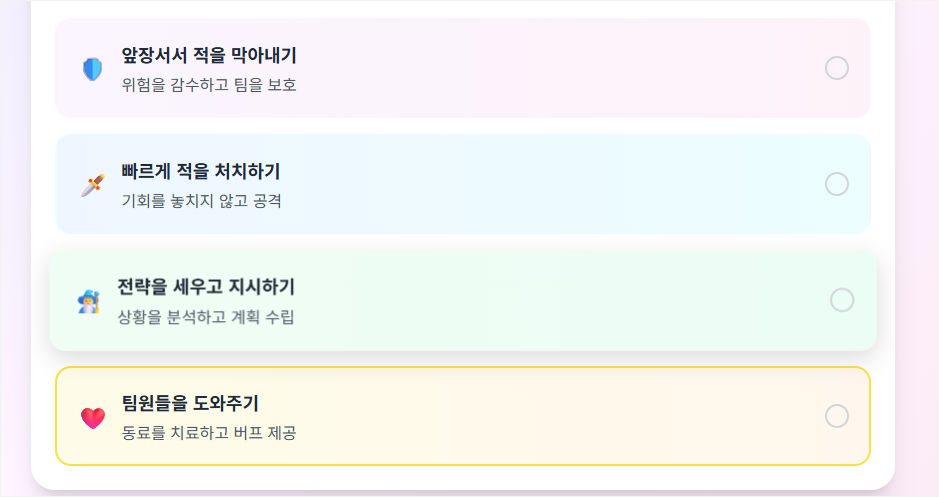 앞장서서 적을 막아내기
위험을 감수하고 팀을 보호
빠르게 적을 처치하기
기회를 놓치지 않고 공격
전략을 세우고 지시하기
상황을 분석하고 계획 수립
팀원들을 도와주기
동료를 치료하고 버프 제공